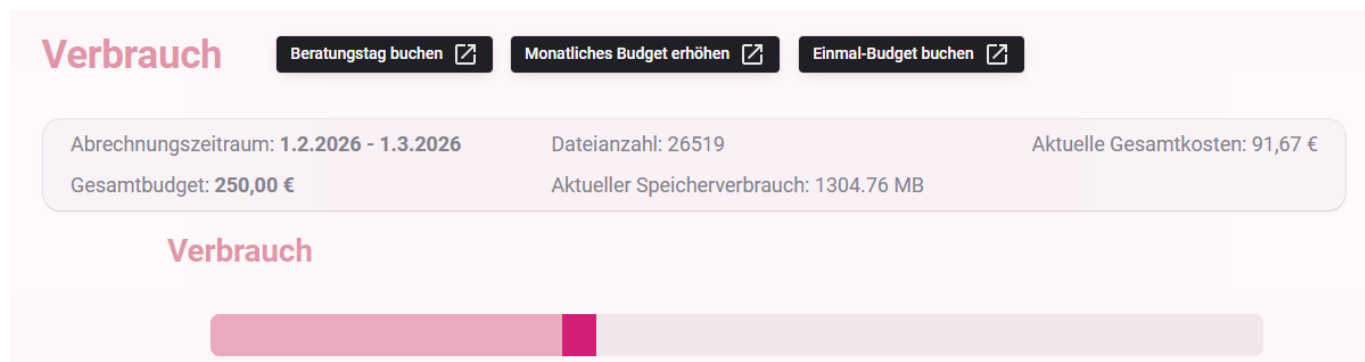 Verbrauch
Beratungstag buchen
Monatliches Budget erhöhen
Einmal-Budget buchen
Abrechnungszeitraum: 1.2.2026 - 1.3.2026
Dateianzahl: 26519
Aktuelle Gesamtkosten: 91,67 €
Gesamtbudget: 250,00 €
Aktueller Speicherverbrauch: 1304.76 MB
Verbrauch